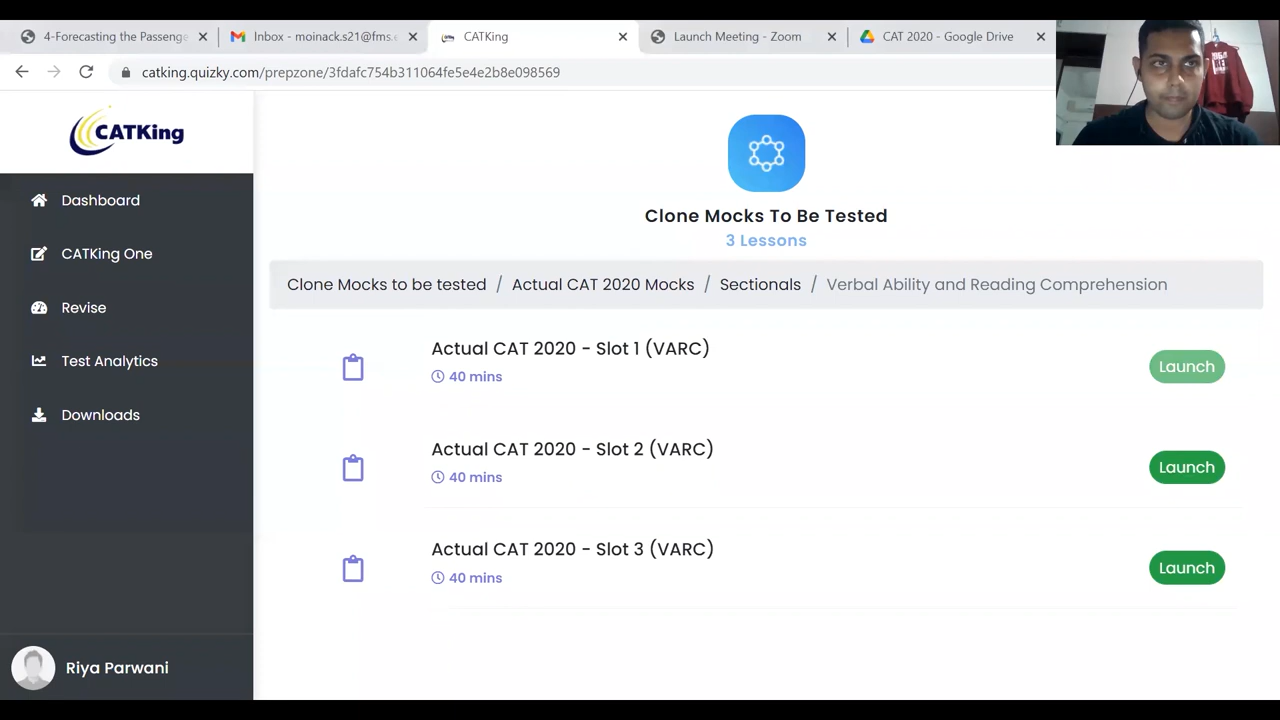 4-Forecasting the Passenge
Inbox - moinack.s21@fms.e
CATKing
Launch Meeting - Zoom
CAT 2020 - Google Drive
catking.quizky.com/prepzone/3fdafc754b311064fe5e4e2b8e098569
CATKing
Dashboard
CATKing One
Revise
Test Analytics
Downloads
Riya Parwani
Clone Mocks To Be Tested
3 Lessons
Clone Mocks to be tested / Actual CAT 2020 Mocks / Sectionals / Verbal Ability and Reading Comprehension
Actual CAT 2020 - Slot 1 (VARC)
40 mins
Launch
Actual CAT 2020 - Slot 2 (VARC)
40 mins
Launch
Actual CAT 2020 - Slot 3 (VARC)
40 mins
Launch